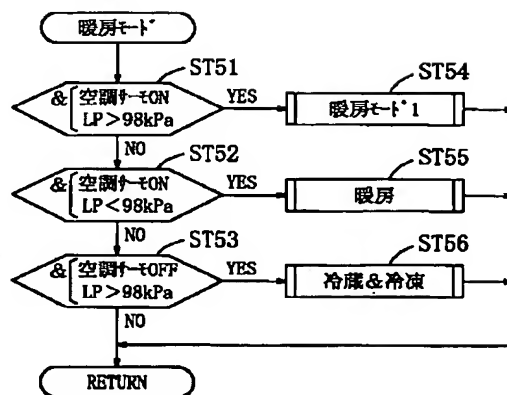 暖房ﾓｰﾄﾞ
ST51
& 空調ｻｰﾓON
LP>98kPa
YES
ST54
暖房ﾓｰﾄﾞ1
NO
ST52
& 空調ｻｰﾓON
LP<98kPa
YES
ST55
暖房
NO
ST53
& 空調ｻｰﾓOFF
LP>98kPa
YES
ST56
冷蔵&冷凍
NO
RETURN